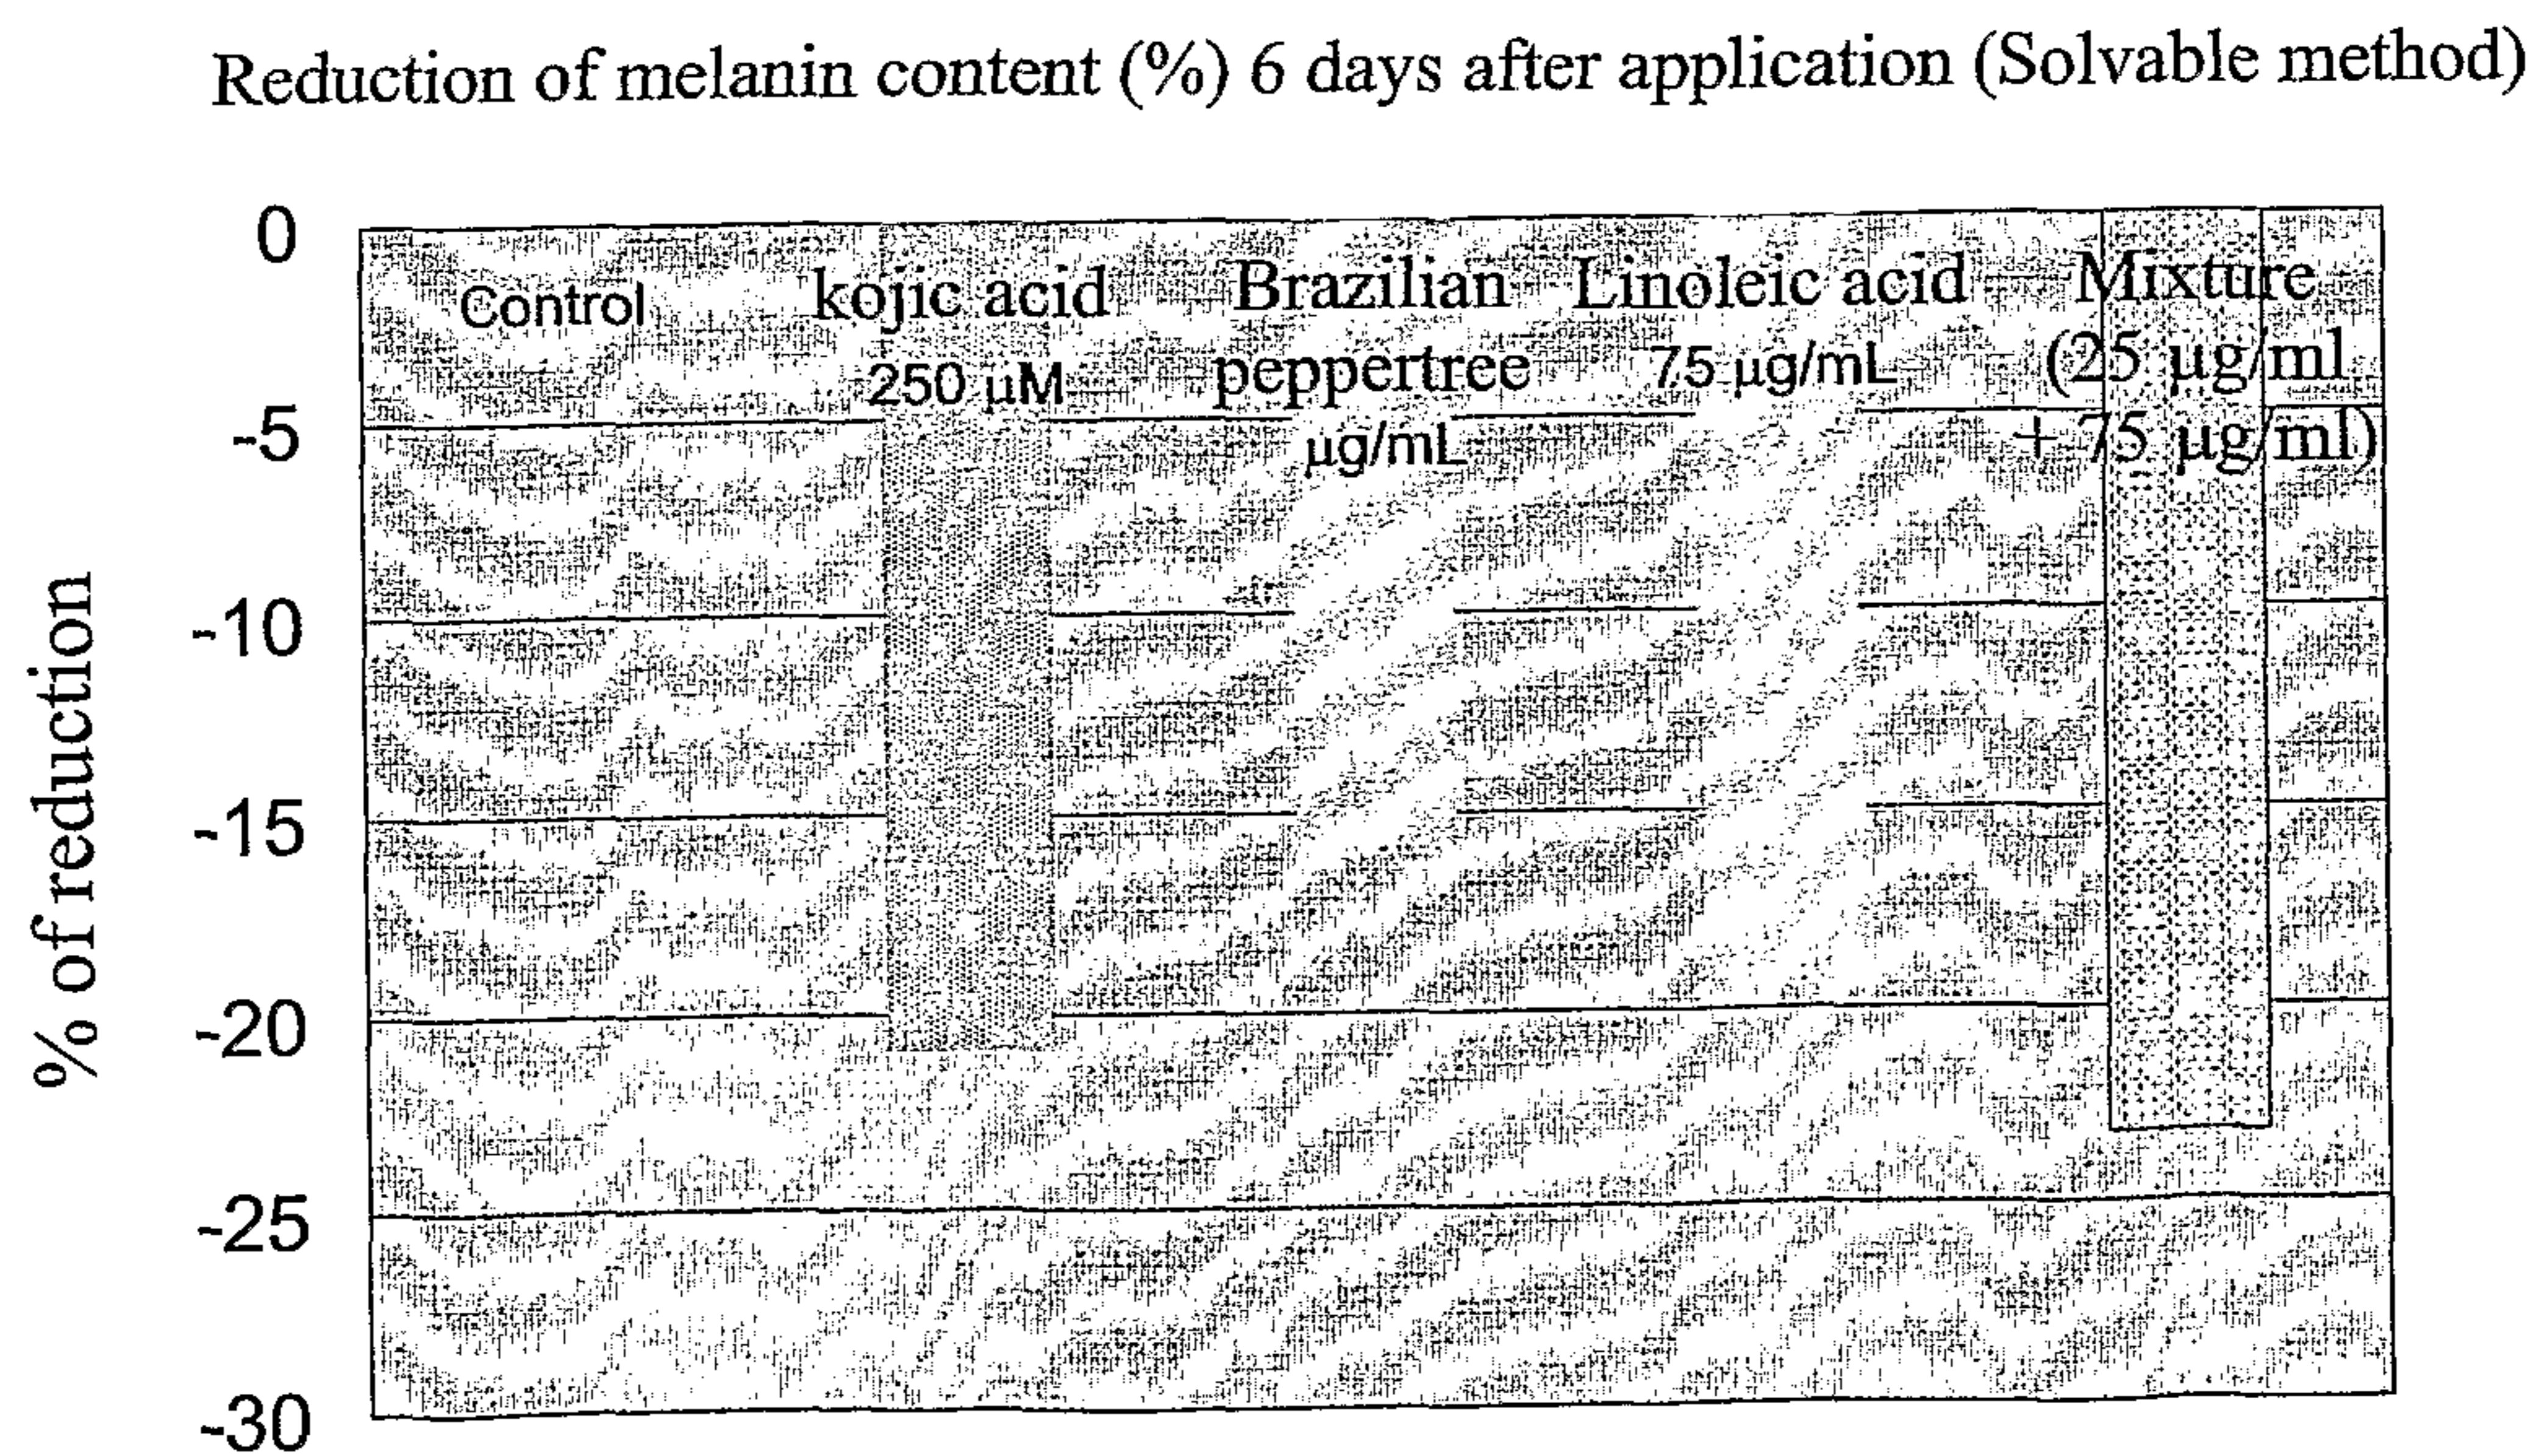 Reduction of melanin content (%) 6 days after application (Solvable method)
0
Control
kojic acid
250 µM
Brazilian
peppertree
µg/mL
Linoleic acid
75 µg/mL
Mixture
(25 µg/ml
+ 75 µg/ml)
-5
-10
-15
-20
-25
-30
% of reduction